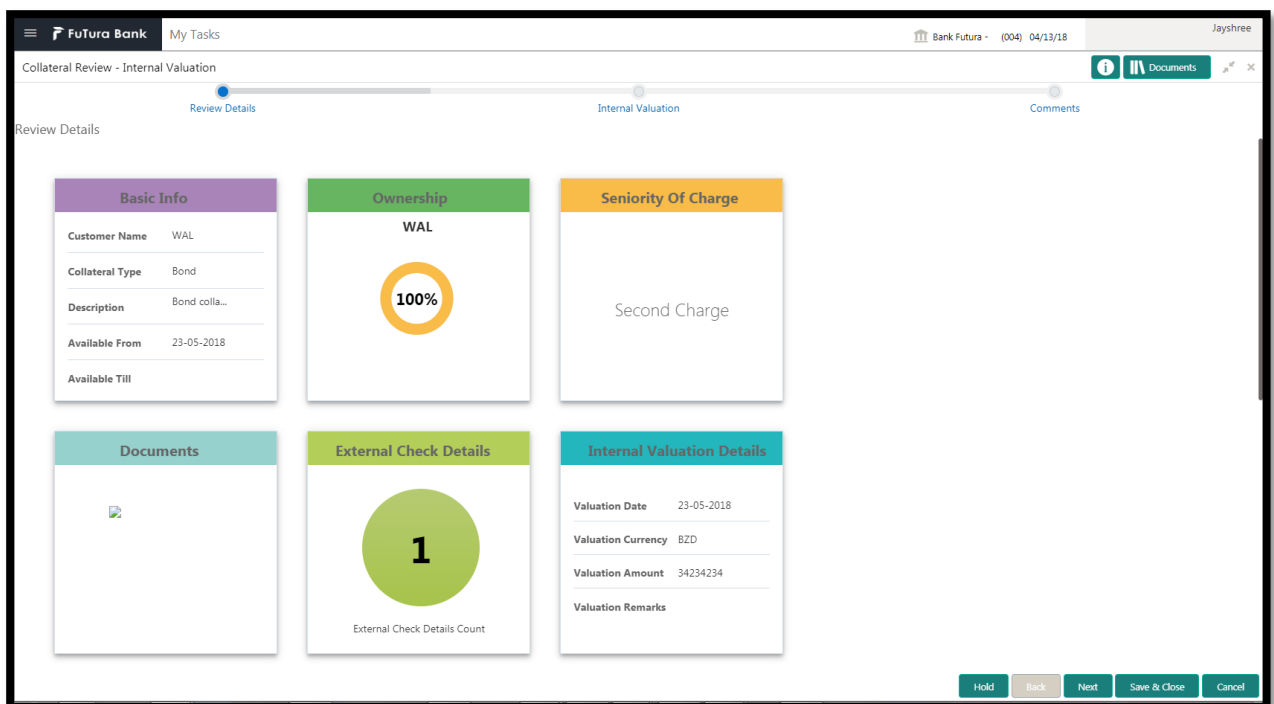 FuTura Bank
My Tasks
Bank Futura - (004) 04/13/18
Jayshree
Collateral Review - Internal Valuation
Documents
Review Details
Internal Valuation
Comments
Review Details
Basic Info
Customer Name WAL
Collateral Type Bond
Description Bond colla...
Available From 23-05-2018
Available Till
Ownership
WAL
100%
Seniority Of Charge
Second Charge
Documents
External Check Details
1
External Check Details Count
Internal Valuation Details
Valuation Date 23-05-2018
Valuation Currency BZD
Valuation Amount 34234234
Valuation Remarks
Hold Back Next Save & Close Cancel